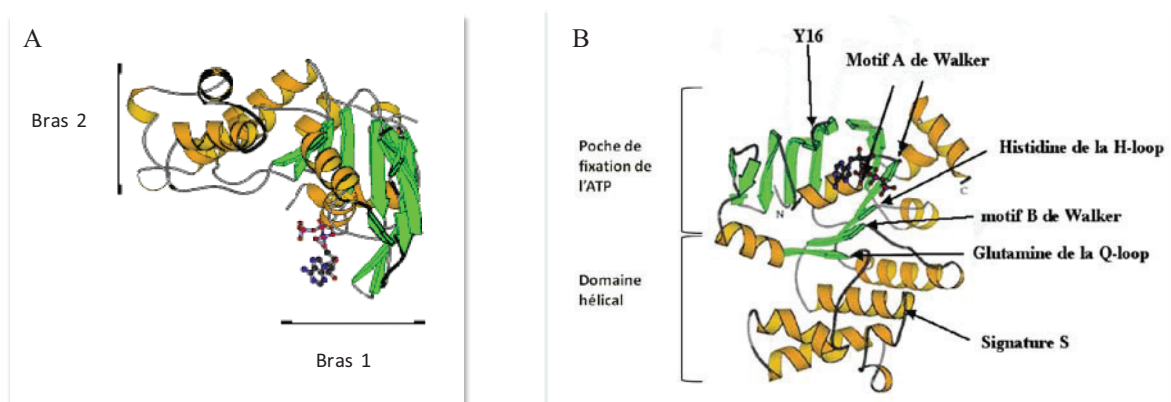 A
Bras 2
Bras 1
B
Y16
Motif A de Walker
Poche de
fixation de
l'ATP
Histidine de la H-loop
C
N
motif B de Walker
Glutamine de la Q-loop
Domaine
hélical
Signature S